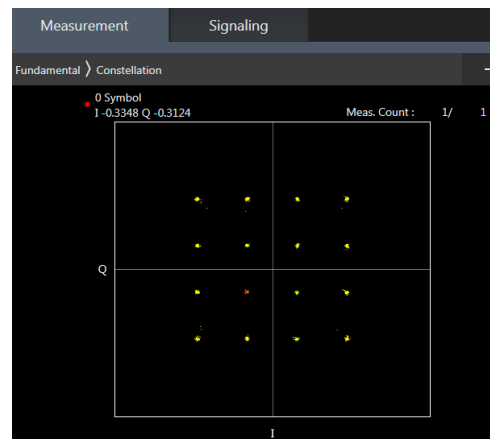 Measurement Signaling
Fundamental 〉 Constellation
0 Symbol
I -0.3348 Q -0.3124 Meas. Count : 1/ 1
Q
I